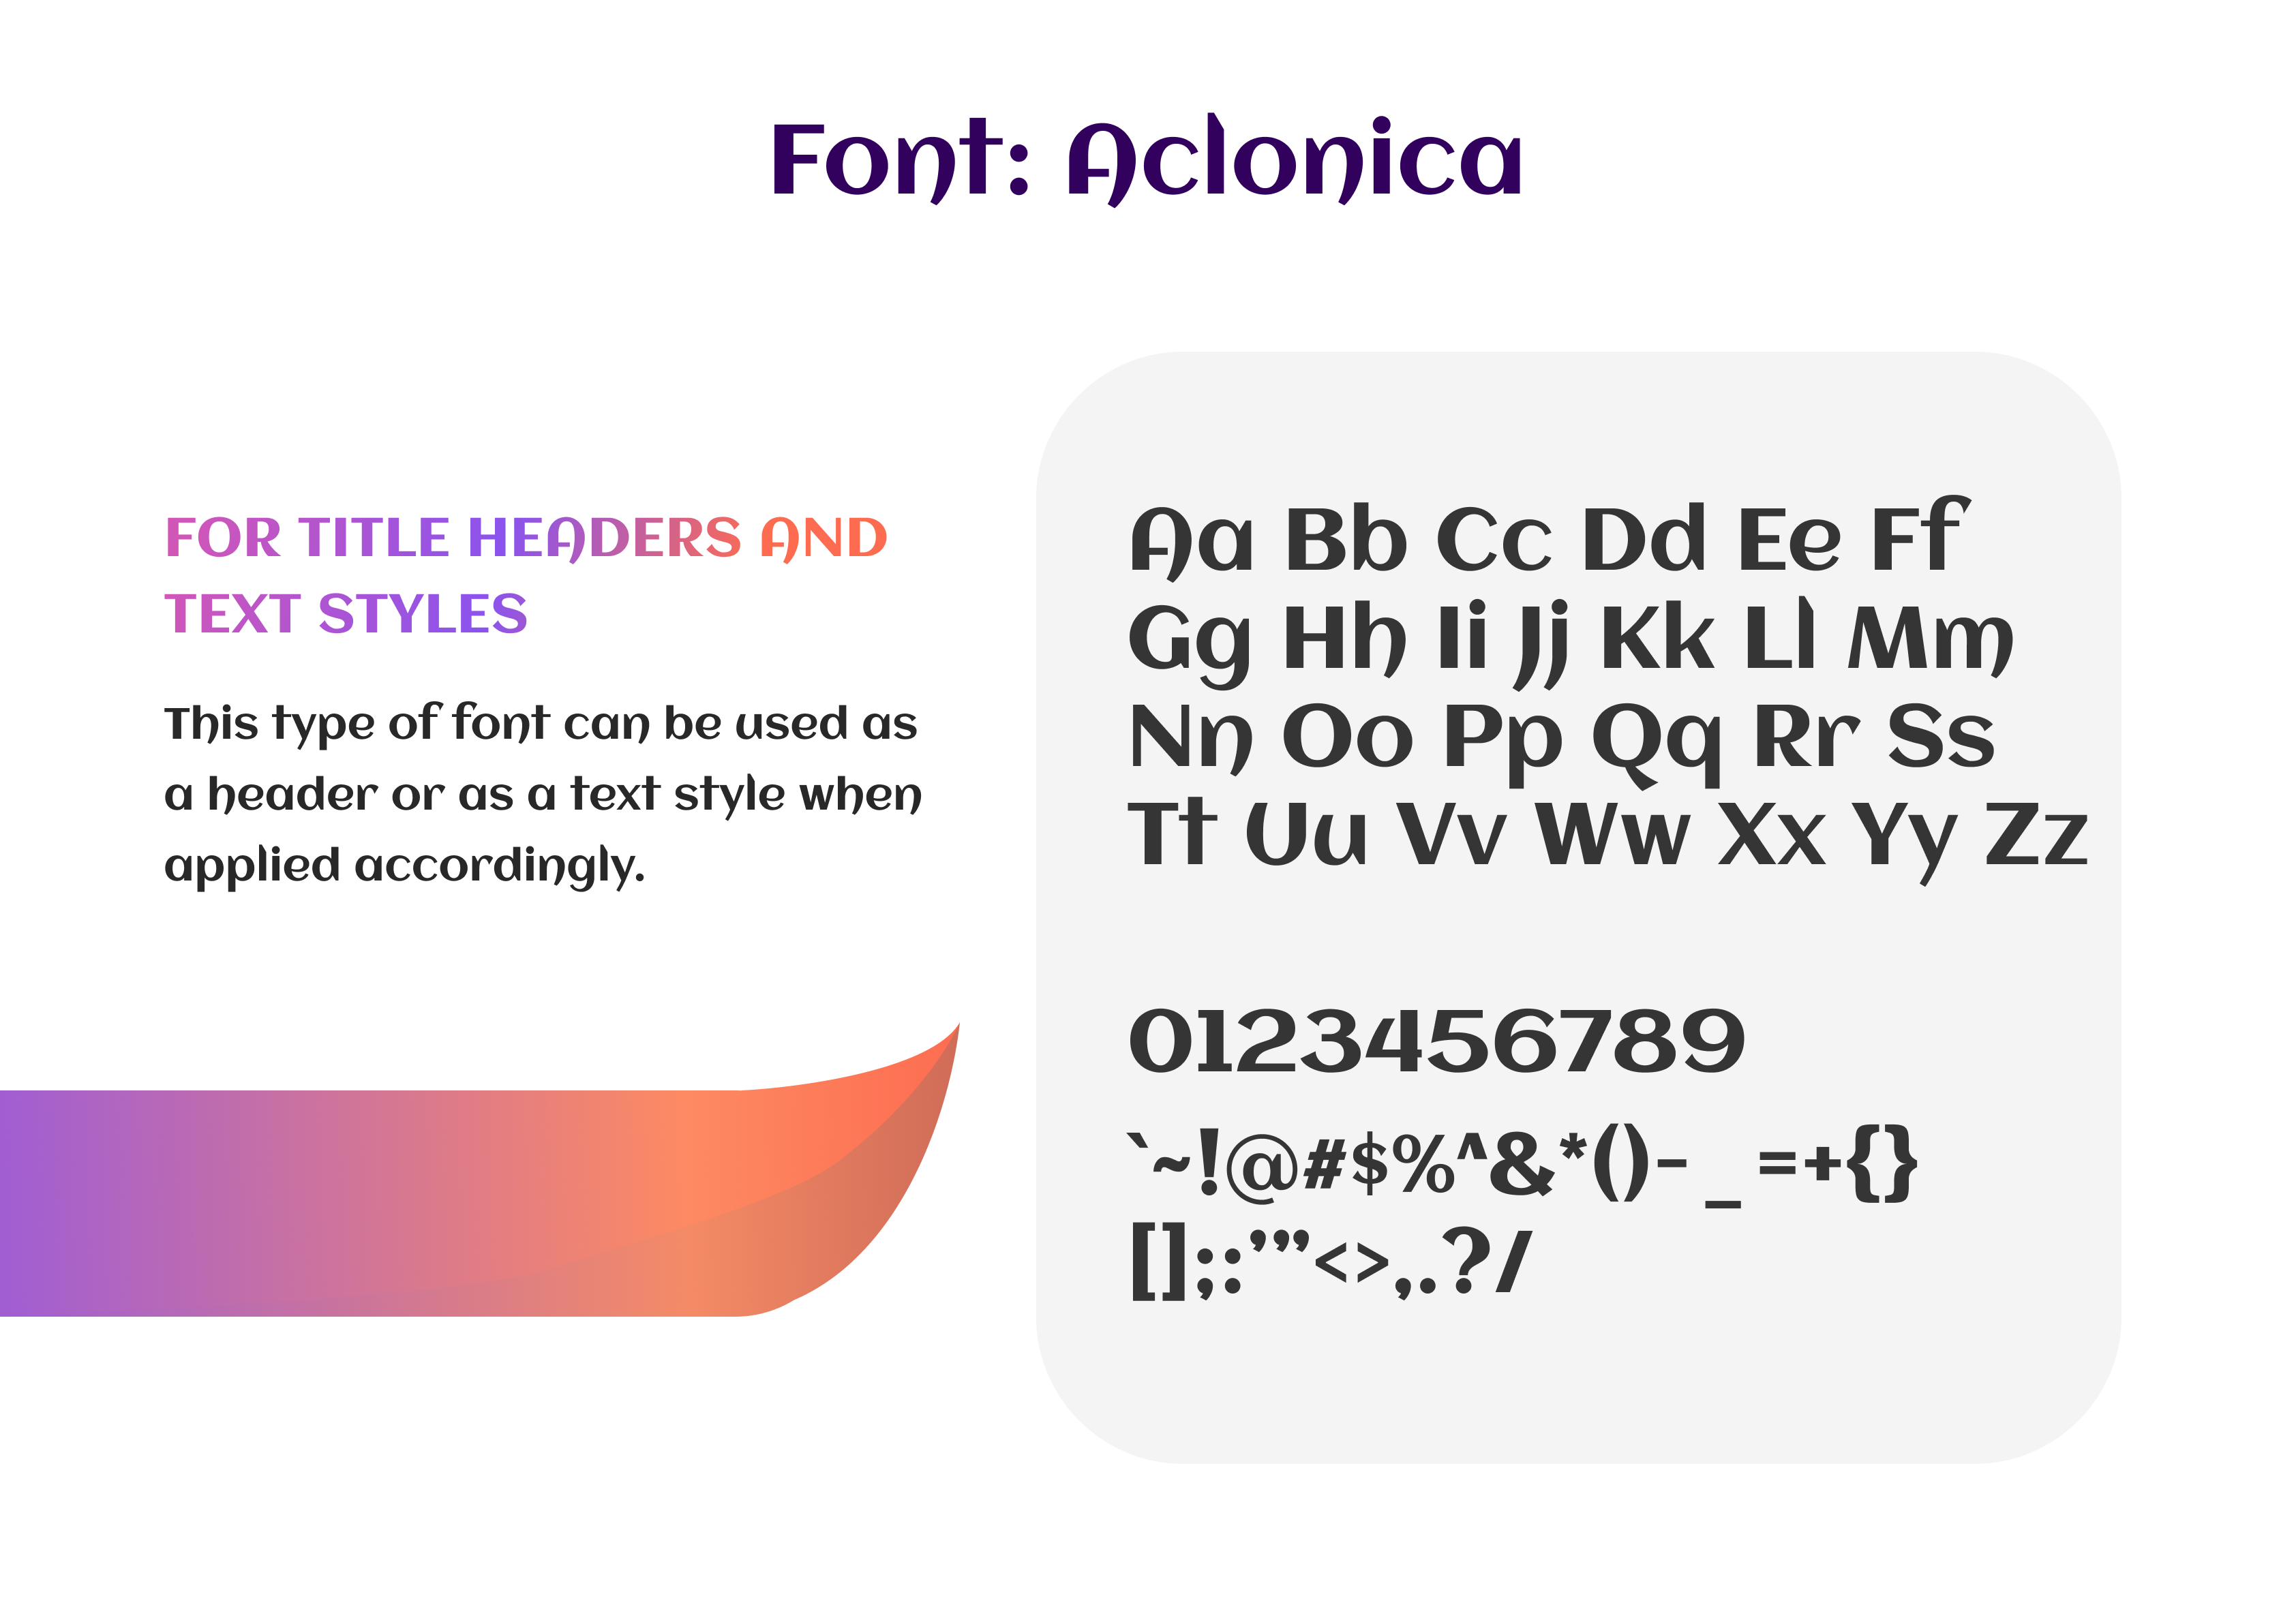 Font: Aclonica
FOR TITLE HEADERS AND
TEXT STYLES
This type of font can be used as
a header or as a text style when
applied accordingly.
Aa Bb Cc Dd Ee Ff
Gg Hh Ii Jj Kk Ll Mm
Nn Oo Pp Qq Rr Ss
Tt Uu Vv Ww Xx Yy Zz
0123456789
`~!@#$%^&*()-_=+{}
[];:’”<>,.?/